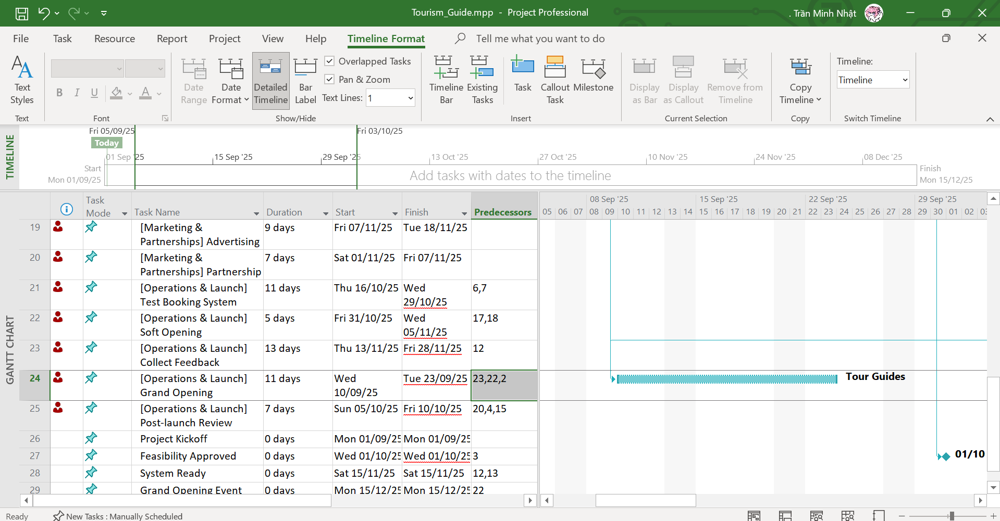 Tourism_Guide.mpp - Project Professional
. Trần Minh Nhật
File Task Resource Report Project View Help Timeline Format Tell me what you want to do
Text Styles
Text
B I U A
Font
Date Range
Date Format
Detailed Timeline
Bar Label
Overlapped Tasks
Pan & Zoom
Text Lines: 1
Show/Hide
Timeline Bar
Existing Tasks
Task
Callout Task
Milestone
Insert
Display as Bar
Display as Callout
Remove from Timeline
Current Selection
Copy Timeline
Copy
Timeline:
Timeline
Switch Timeline
TIMELINE
Fri 05/09/25 Fri 03/10/25
Today
01 Sep '25 15 Sep '25 29 Sep '25 13 Oct '25 27 Oct '25 10 Nov '25 24 Nov '25 08 Dec '25
Start
Mon 01/09/25
Add tasks with dates to the timeline
Finish
Mon 15/12/25
GANTT CHART
Task Mode Task Name Duration Start Finish Predecessors
08 Sep '25 15 Sep '25 22 Sep '25 29 Sep '25
05 06 07 08 09 10 11 12 13 14 15 16 17 18 19 20 21 22 23 24 25 26 27 28 29 30 01 02 03
19 [Marketing & Partnerships] Advertising 9 days Fri 07/11/25 Tue 18/11/25
20 [Marketing & Partnerships] Partnership 7 days Sat 01/11/25 Fri 07/11/25
21 [Operations & Launch] Test Booking System 11 days Thu 16/10/25 Wed 29/10/25 6,7
22 [Operations & Launch] Soft Opening 5 days Fri 31/10/25 Wed 05/11/25 17,18
23 [Operations & Launch] Collect Feedback 13 days Thu 13/11/25 Fri 28/11/25 12
24 [Operations & Launch] Grand Opening 11 days Wed 10/09/25 Tue 23/09/25 23,22,2 Tour Guides
25 [Operations & Launch] Post-launch Review 7 days Sun 05/10/25 Fri 10/10/25 20,4,15
26 Project Kickoff 0 days Mon 01/09/25 Mon 01/09/25
27 Feasibility Approved 0 days Wed 01/10/25 Wed 01/10/25 3 01/10
28 System Ready 0 days Sat 15/11/25 Sat 15/11/25 12,13
29 Grand Opening Event 0 days Mon 15/12/25 Mon 15/12/25 22
Ready New Tasks : Manually Scheduled